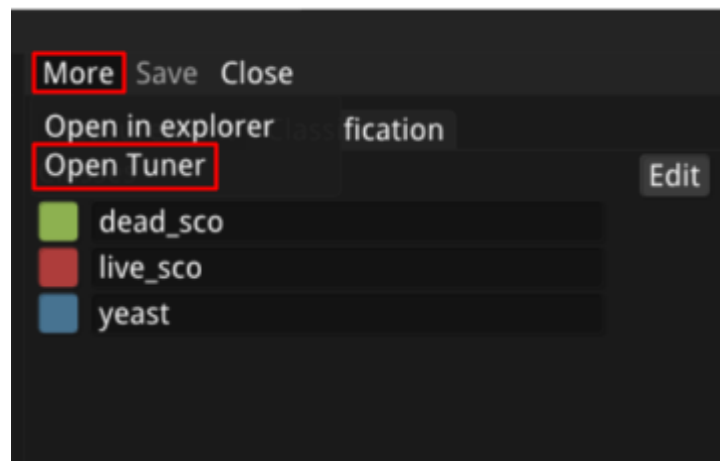 More Save Close
Open in explorer
fication
Open Tuner
Edit
dead_sco
live_sco
yeast